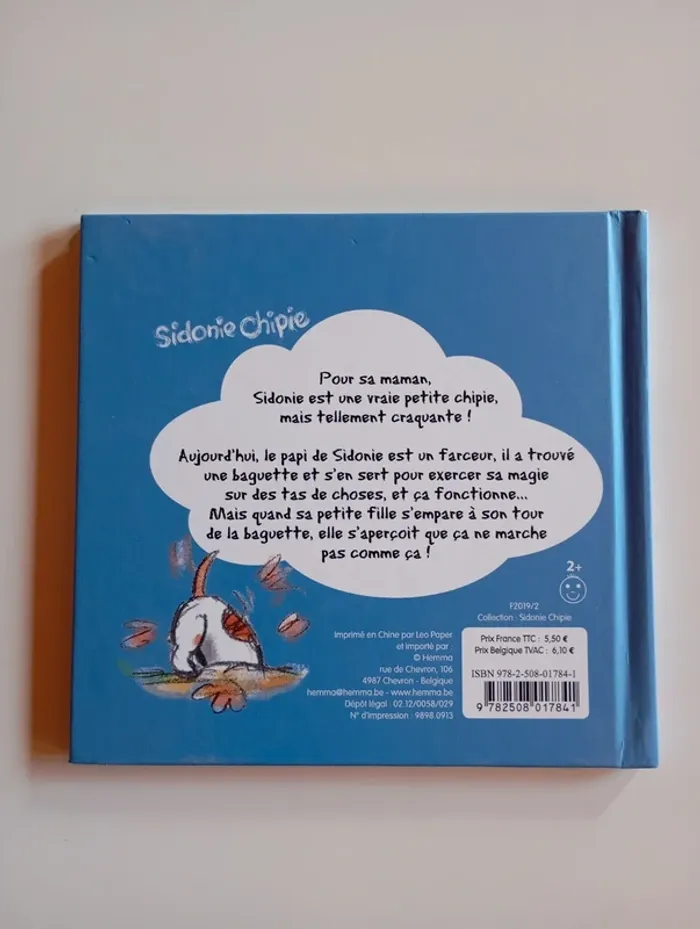 Sidonie Chipie
Pour sa maman,
Sidonie est une vraie petite chipie,
mais tellement craquante !
Aujourd'hui, le papi de Sidonie est un farceur, il a trouvé
une baguette et s'en sert pour exercer sa magie
sur des tas de choses, et ça fonctionne...
Mais quand sa petite fille s'empare à son tour
de la baguette, elle s'aperçoit que ça ne marche
pas comme ça !
2+
F2019/2
Collection : Sidonie Chipie
Imprimé en Chine par Leo Paper
et importé par :
© Hemma
rue de Chevron, 106
4987 Chevron - Belgique
hemma@hemma.be - www.hemma.be
Dépôt légal : 02.12/0058/029
N° d'impression : 9898.0913
Prix France TTC : 5,50 €
Prix Belgique TVAC : 6,10 €
ISBN 978-2-508-01784-1
9 782508 017841